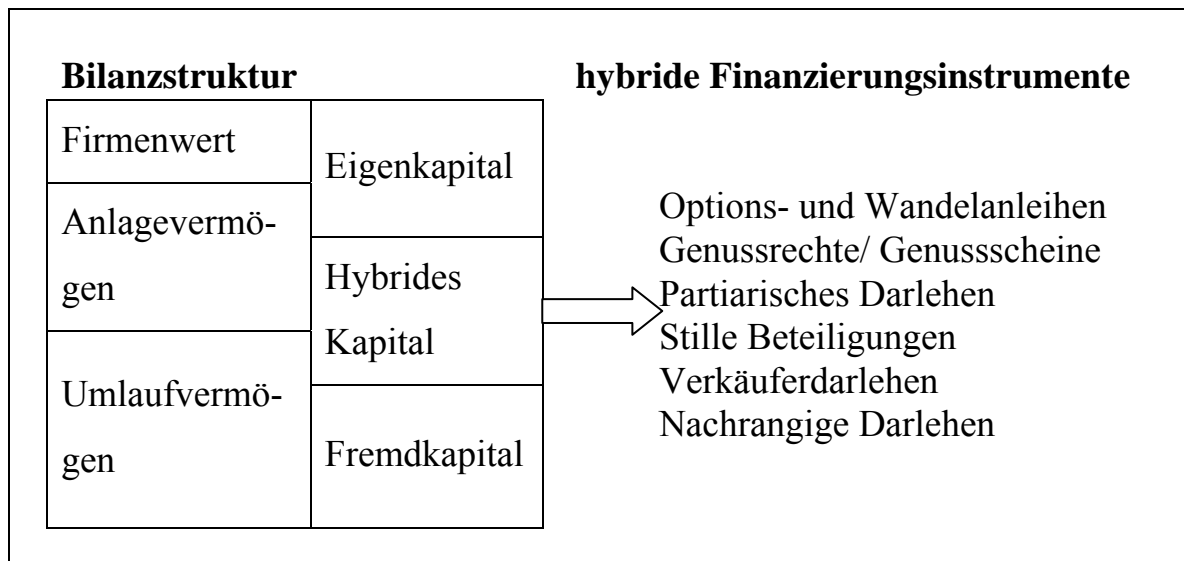 Bilanzstruktur
hybride Finanzierungsinstrumente
Firmenwert
Anlagevermö-
gen
Umlaufvermö-
gen
Eigenkapital
Hybrides
Kapital
Fremdkapital
Options- und Wandelanleihen
Genussrechte/ Genussscheine
Partiarisches Darlehen
Stille Beteiligungen
Verkäuferdarlehen
Nachrangige Darlehen